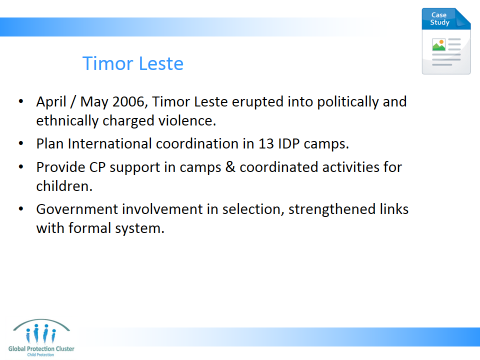 Case
Study
Timor Leste
• April / May 2006, Timor Leste erupted into politically and
ethnically charged violence.
• Plan International coordination in 13 IDP camps.
• Provide CP support in camps & coordinated activities for
children.
• Government involvement in selection, strengthened links
with formal system.
Global Protection Cluster
Child Protection